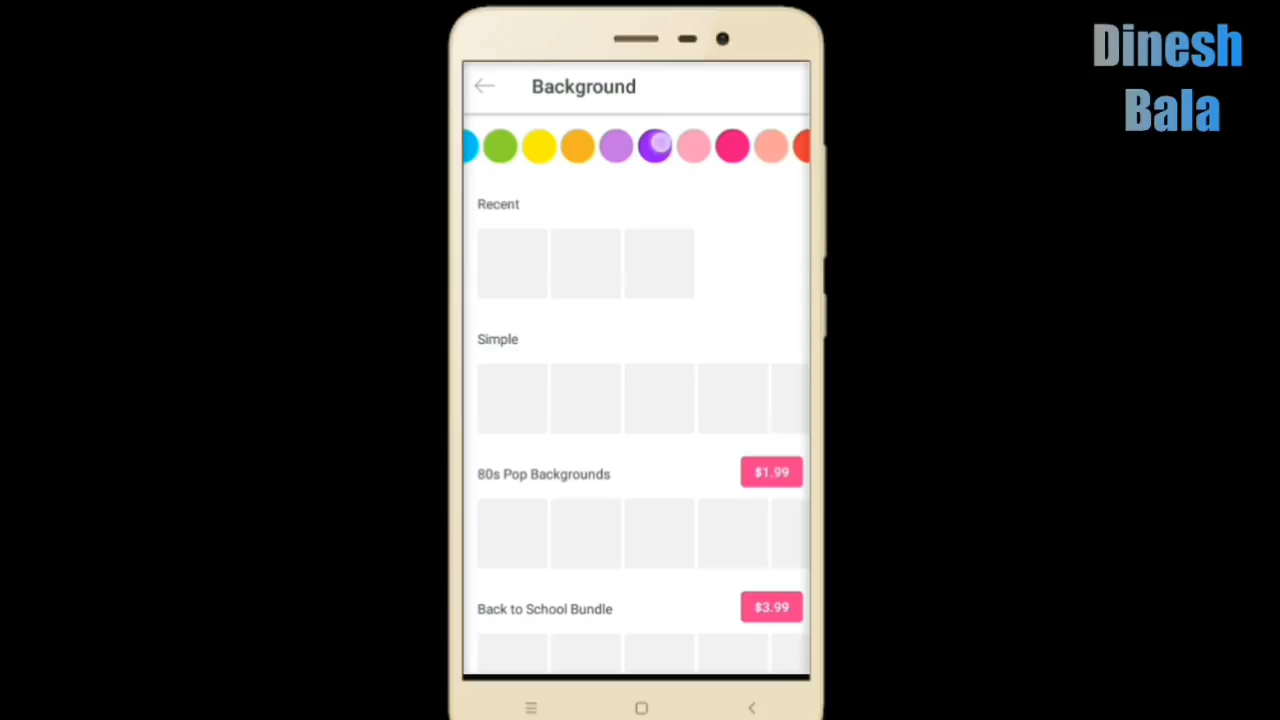 Dinesh
Bala
Background
Recent
Simple
80s Pop Backgrounds
$1.99
Back to School Bundle
$3.99